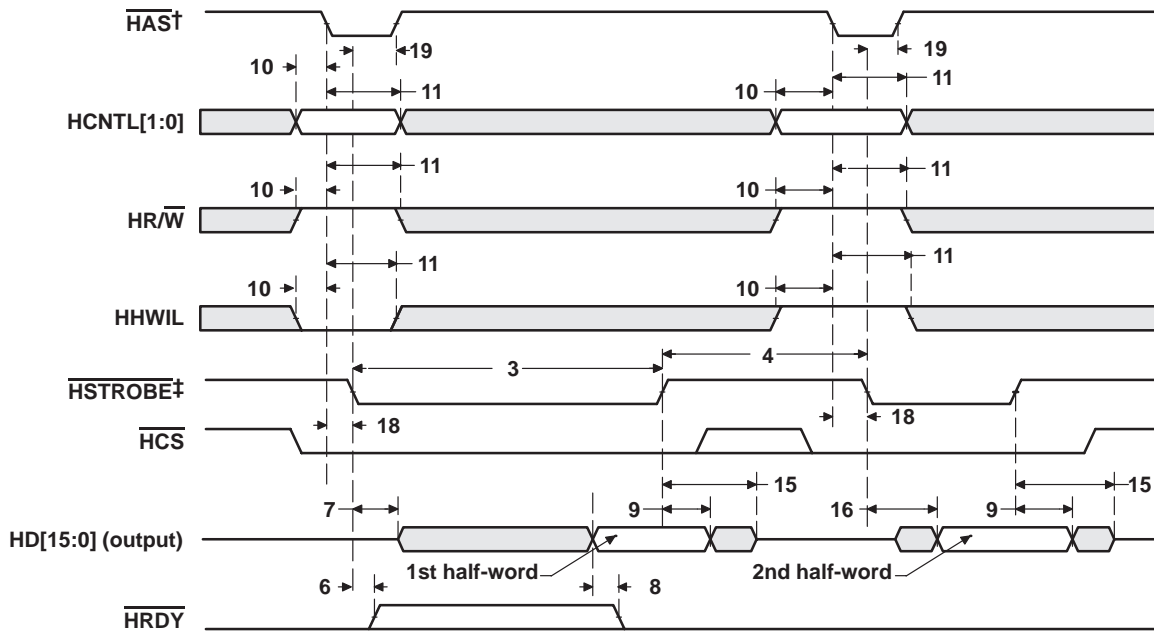 HAS†
19
19
10
11
10
11
HCNTL[1:0]
11
11
10
10
HR/W
11
11
10
10
HHWIL
3
4
HSTROBE‡
18
18
HCS
15
15
7
9
16
9
HD[15:0] (output)
1st half-word
2nd half-word
6
8
HRDY